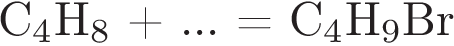 C₄H₈ + ... = C₄H₉Br